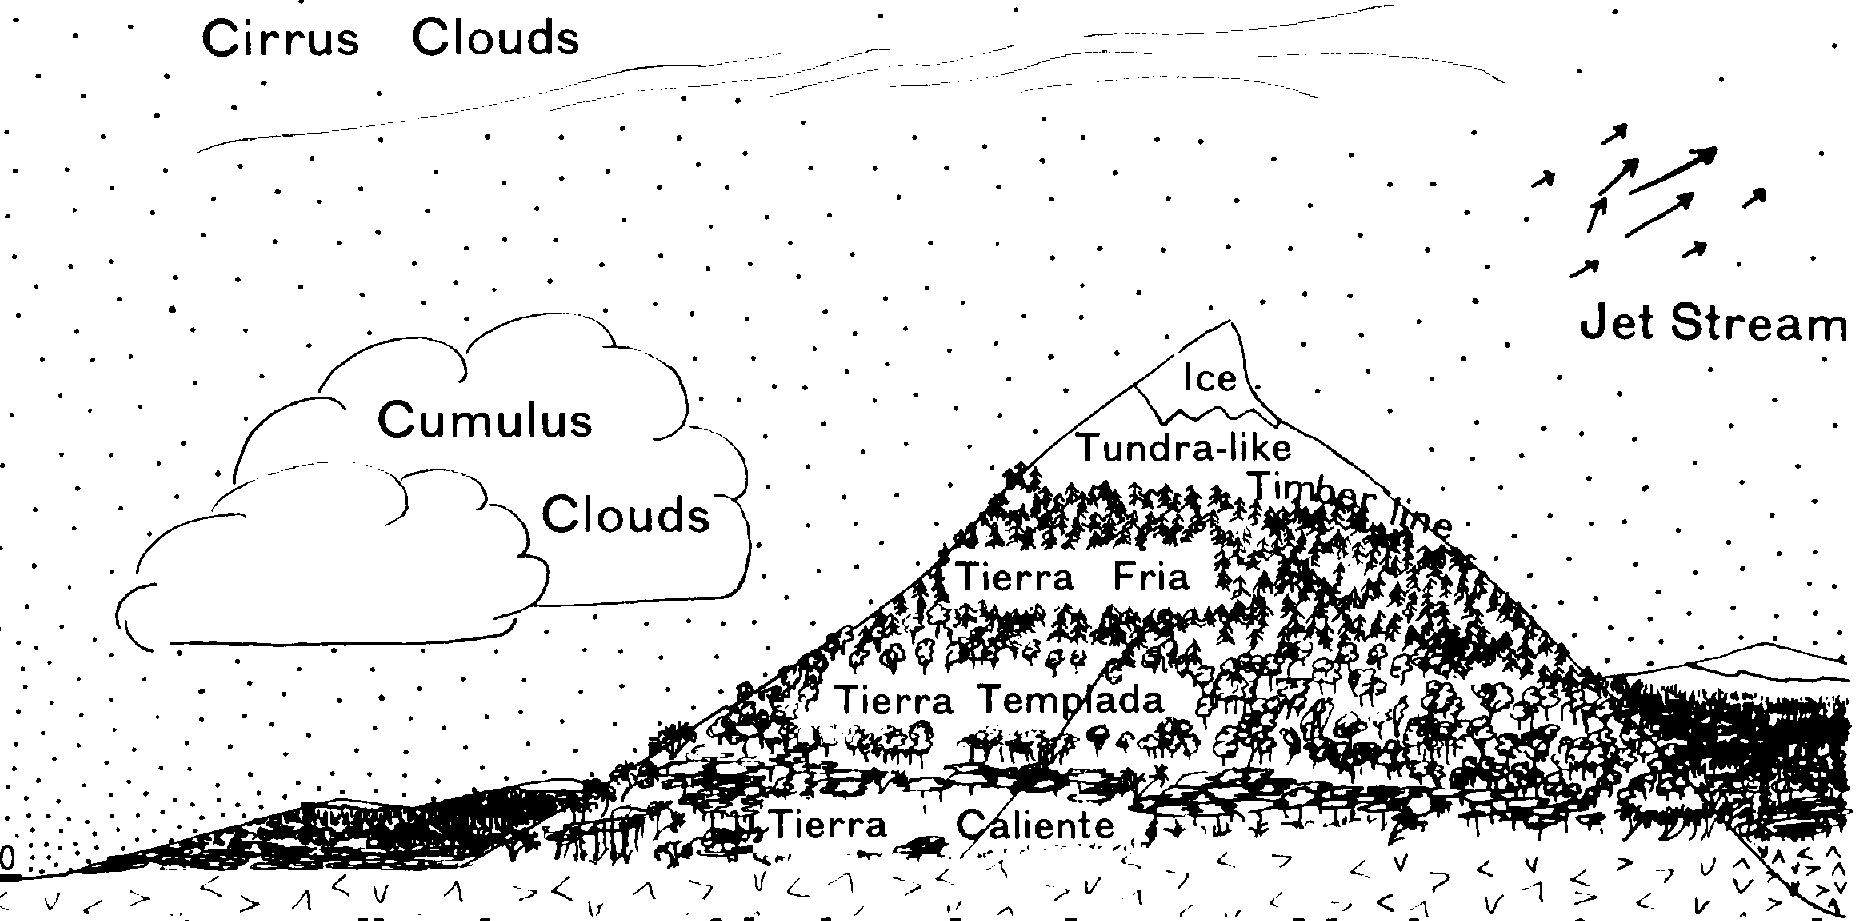 Cirrus Clouds
Jet Stream
Ice
Cumulus
Tundra-like
Timber line
Clouds
Tierra Fria
Tierra Templada
Tierra Caliente
0